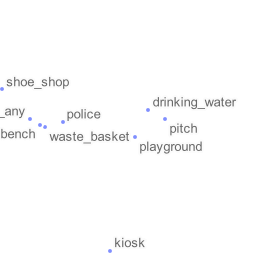 shoe_shop
drinking_water
_any
police
pitch
bench
waste_basket
playground
kiosk